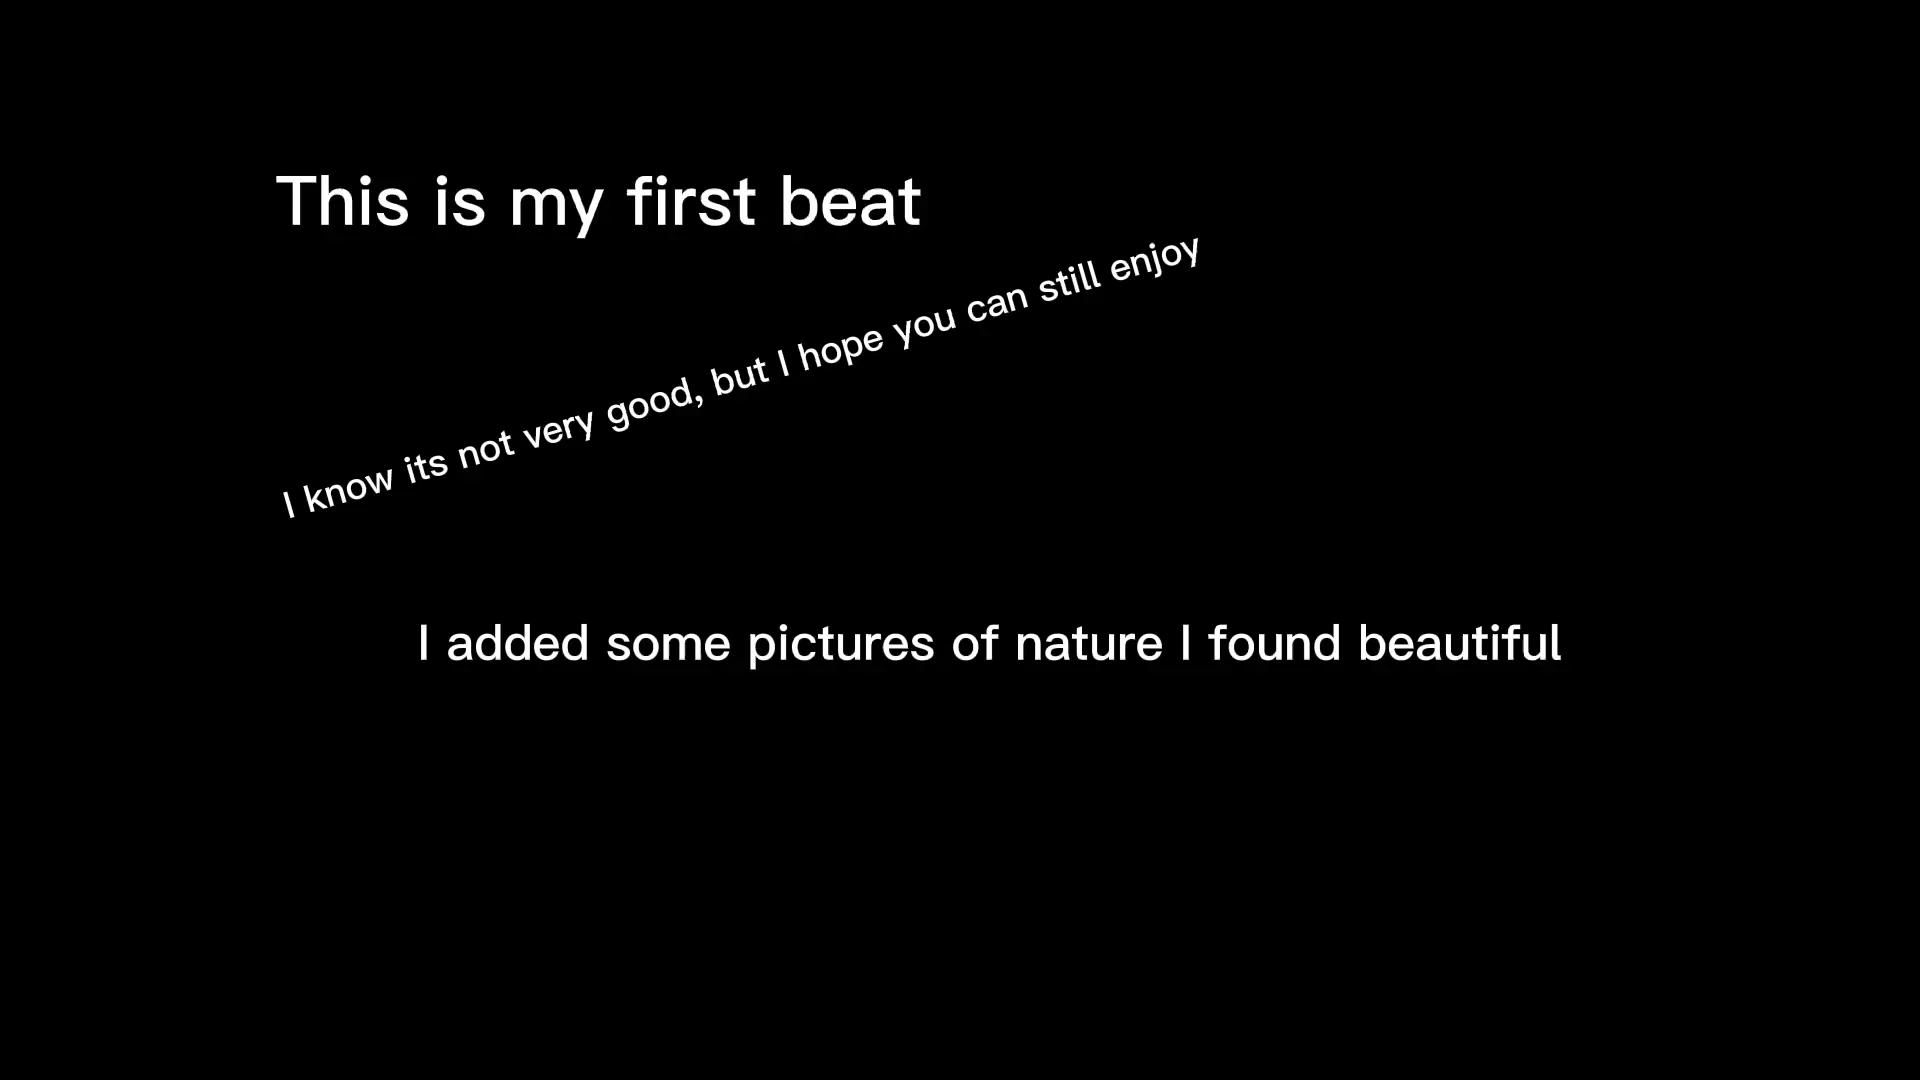 This is my first beat
I know its not very good, but I hope you can still enjoy
I added some pictures of nature I found beautiful